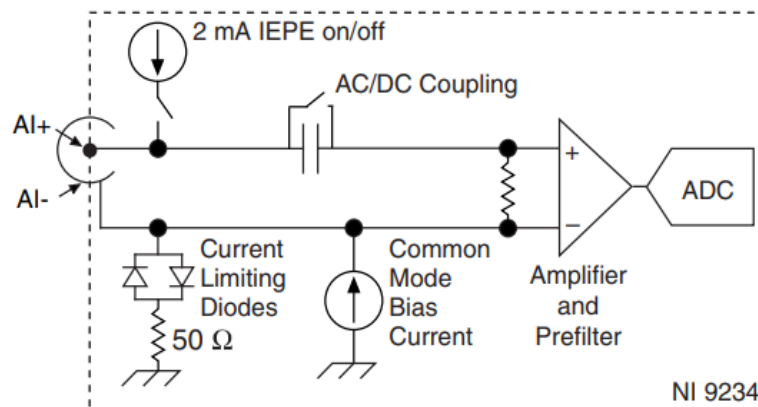 2 mA IEPE on/off
AC/DC Coupling
AI+
AI-
+
−
ADC
Current
Limiting
Diodes
50 Ω
Common
Mode
Bias
Current
Amplifier
and
Prefilter
NI 9234